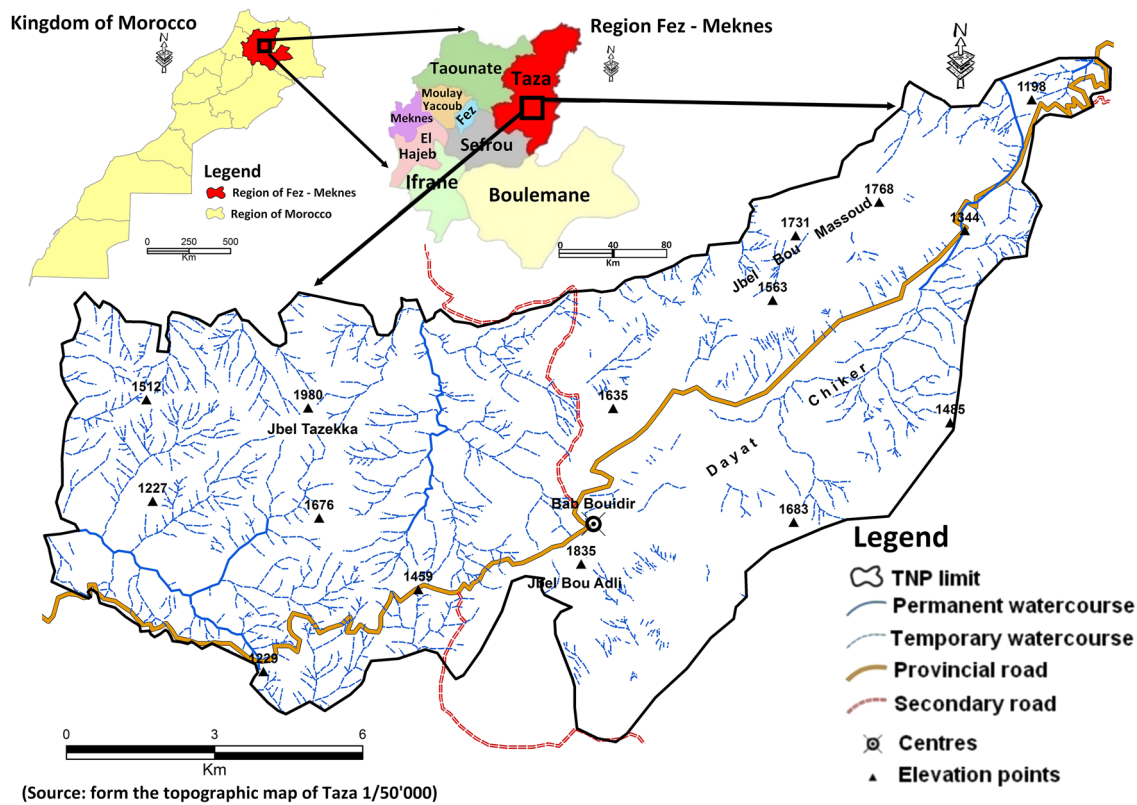 Kingdom of Morocco
N
Legend
Region of Fez - Meknes
Region of Morocco
0 250 500
Km
Region Fez - Meknes
N
Taounate
Taza
Moulay
Yacoub
Meknes
Fez
El
Hajeb
Sefrou
Ifrane
Boulemane
0 40 80
Km
N
1198
1768
1731
1344
Jbel Bou Massoud
1563
1512
1980
Jbel Tazekka
1635
Chiker
1485
Dayat
1227
1676
Bab Bouidir
1683
1835
Jbel Bou Adli
1459
1229
Legend
TNP limit
Permanent watercourse
Temporary watercourse
Provincial road
Secondary road
Centres
Elevation points
0 3 6
Km
(Source: form the topographic map of Taza 1/50'000)